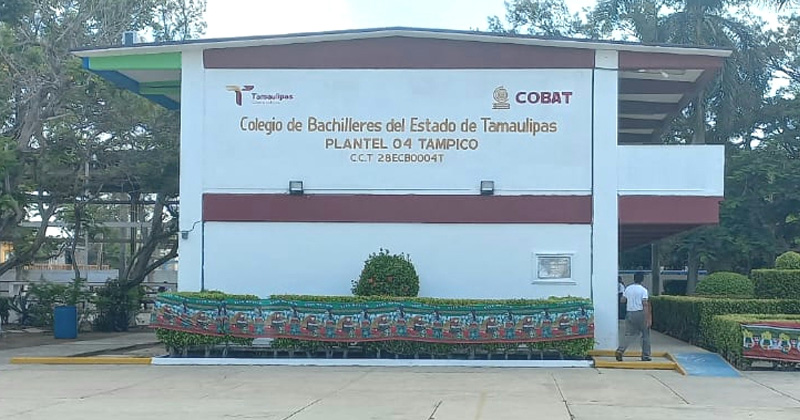 Tamaulipas
COBAT
Colegio de Bachilleres del Estado de Tamaulipas
PLANTEL 04 TAMPICO
C.C.T 28ECB0004T